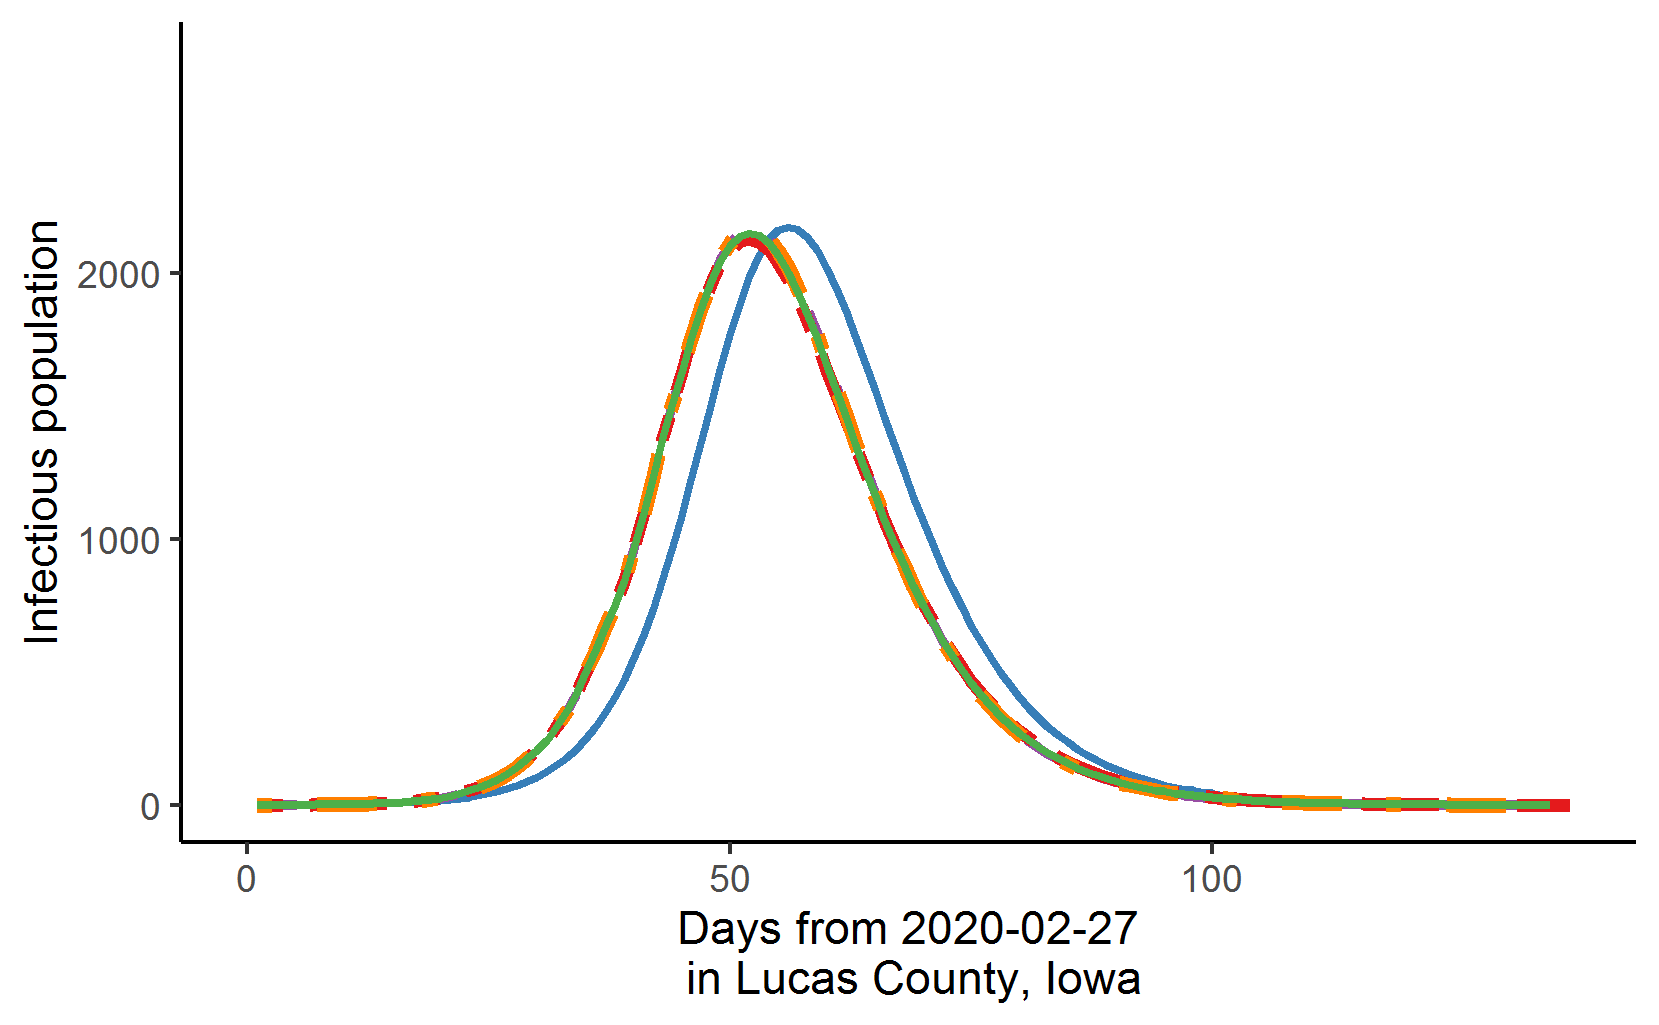 Infectious population
2000
1000
0
0
50
100
Days from 2020-02-27
in Lucas County, Iowa